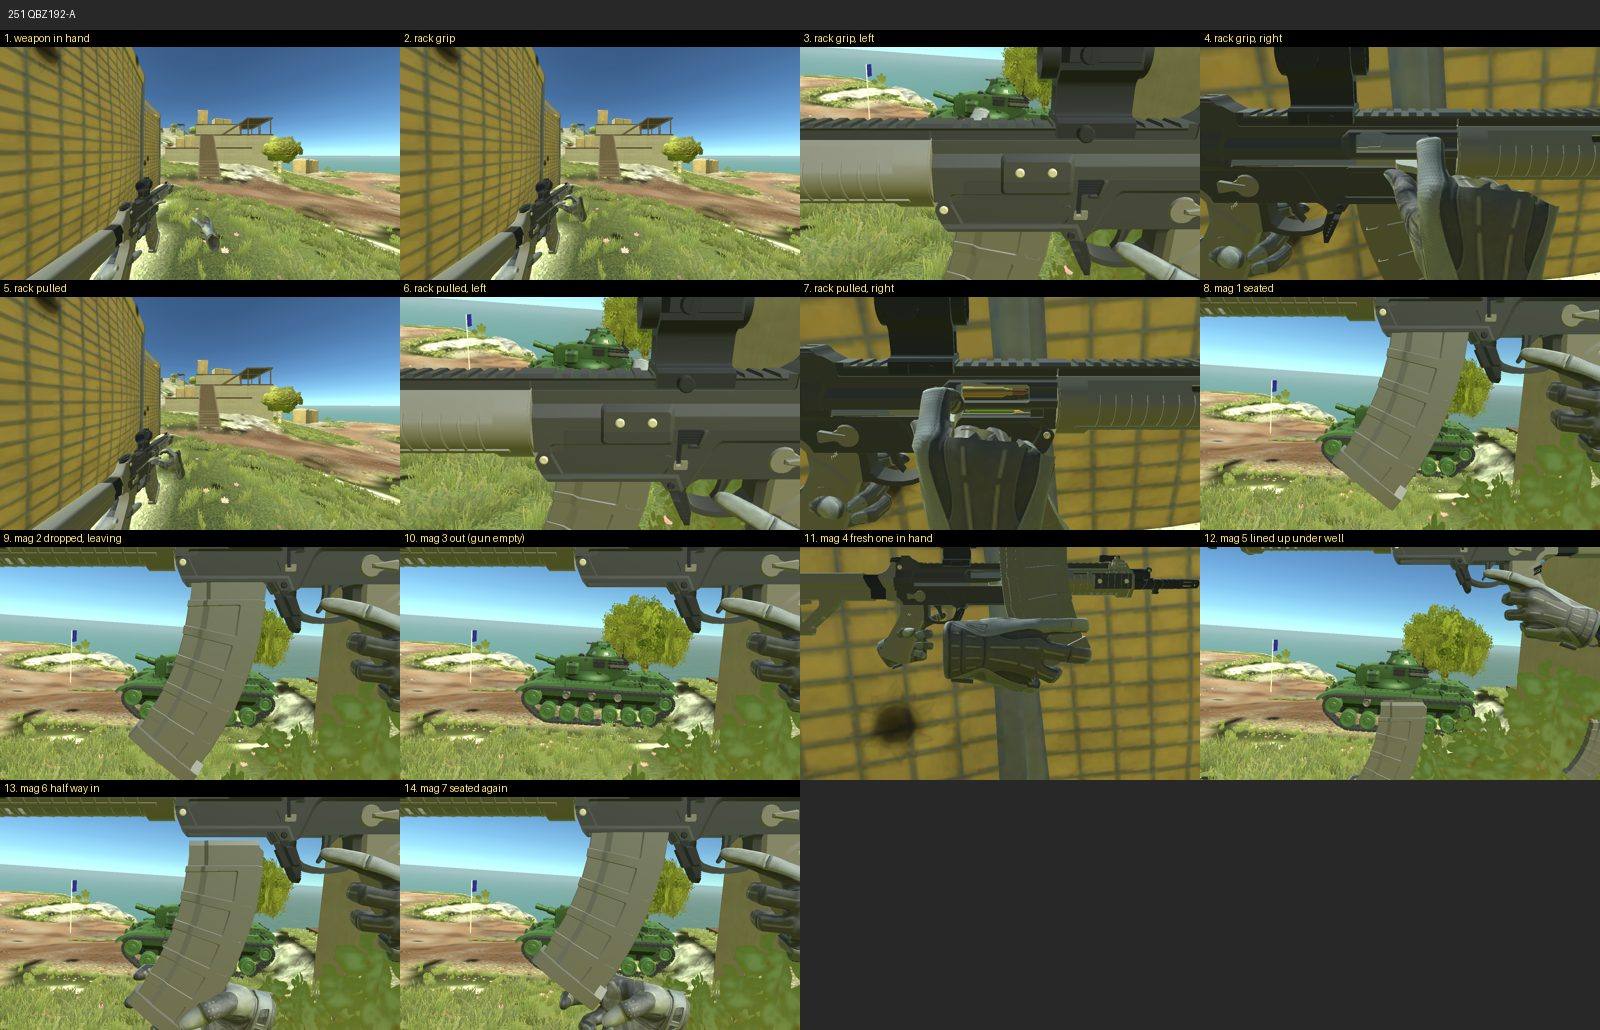 251 QBZ192-A
1. weapon in hand
2. rack grip
3. rack grip, left
4. rack grip, right
5. rack pulled
6. rack pulled, left
7. rack pulled, right
8. mag 1 seated
9. mag 2 dropped, leaving
10. mag 3 out (gun empty)
11. mag 4 fresh one in hand
12. mag 5 lined up under well
13. mag 6 half way in
14. mag 7 seated again